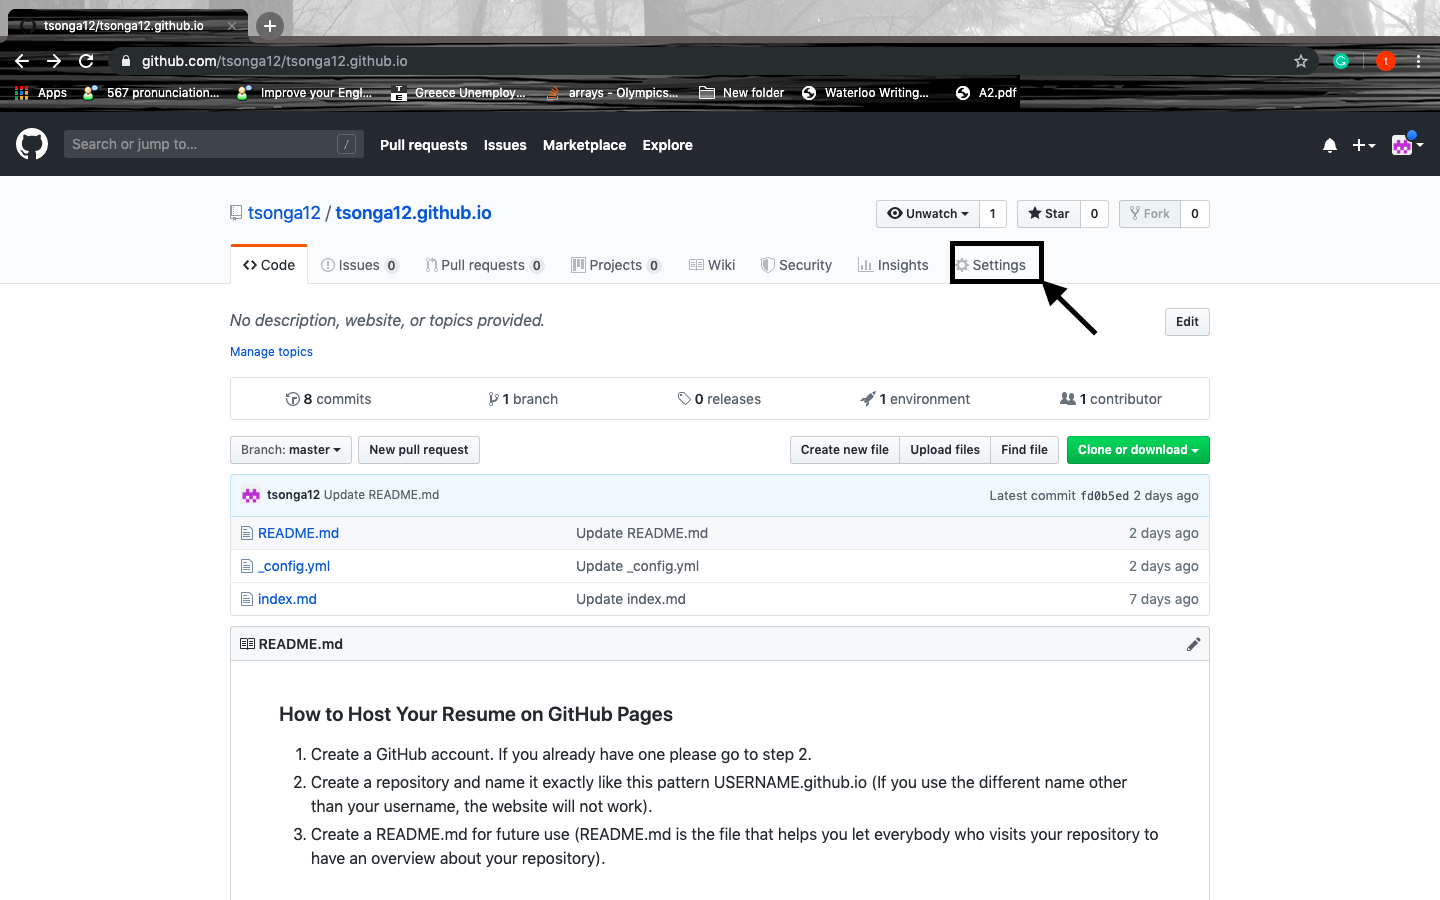 tsonga12/tsonga12.github.io
github.com/tsonga12/tsonga12.github.io
t
Apps 567 pronunciation... Improve your Engl... Greece Unemploy... arrays - Olympics... New folder Waterloo Writing... A2.pdf
Search or jump to... / Pull requests Issues Marketplace Explore
tsonga12 / tsonga12.github.io Unwatch 1 Star 0 Fork 0
Code Issues 0 Pull requests 0 Projects 0 Wiki Security Insights Settings
No description, website, or topics provided. Edit
Manage topics
8 commits 1 branch 0 releases 1 environment 1 contributor
Branch: master New pull request Create new file Upload files Find file Clone or download
tsonga12 Update README.md Latest commit fd0b5ed 2 days ago
README.md Update README.md 2 days ago
_config.yml Update _config.yml 2 days ago
index.md Update index.md 7 days ago
README.md
How to Host Your Resume on GitHub Pages
1. Create a GitHub account. If you already have one please go to step 2.
2. Create a repository and name it exactly like this pattern USERNAME.github.io (If you use the different name other
than your username, the website will not work).
3. Create a README.md for future use (README.md is the file that helps you let everybody who visits your repository to
have an overview about your repository).